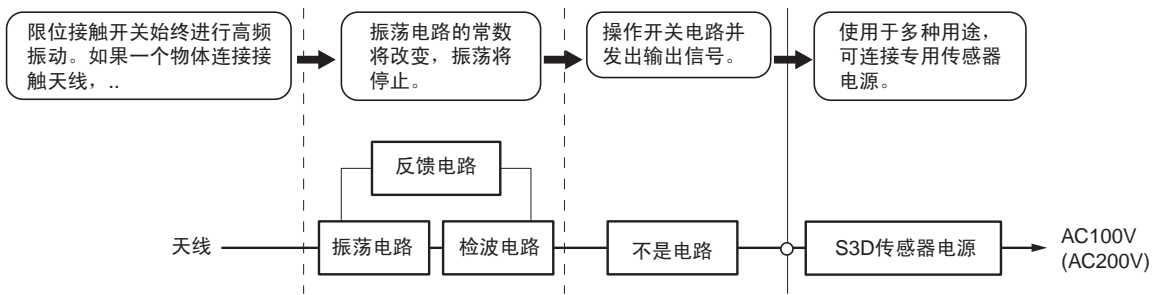 限位接触开关始终进行高频
振动。如果一个物体连接接
触天线，..
振荡电路的常数
将改变，振荡将
停止。
操作开关电路并
发出输出信号。
使用于多种用途，
可连接专用传感器
电源。
反馈电路
天线
振荡电路
检波电路
不是电路
S3D传感器电源
AC100V
(AC200V)